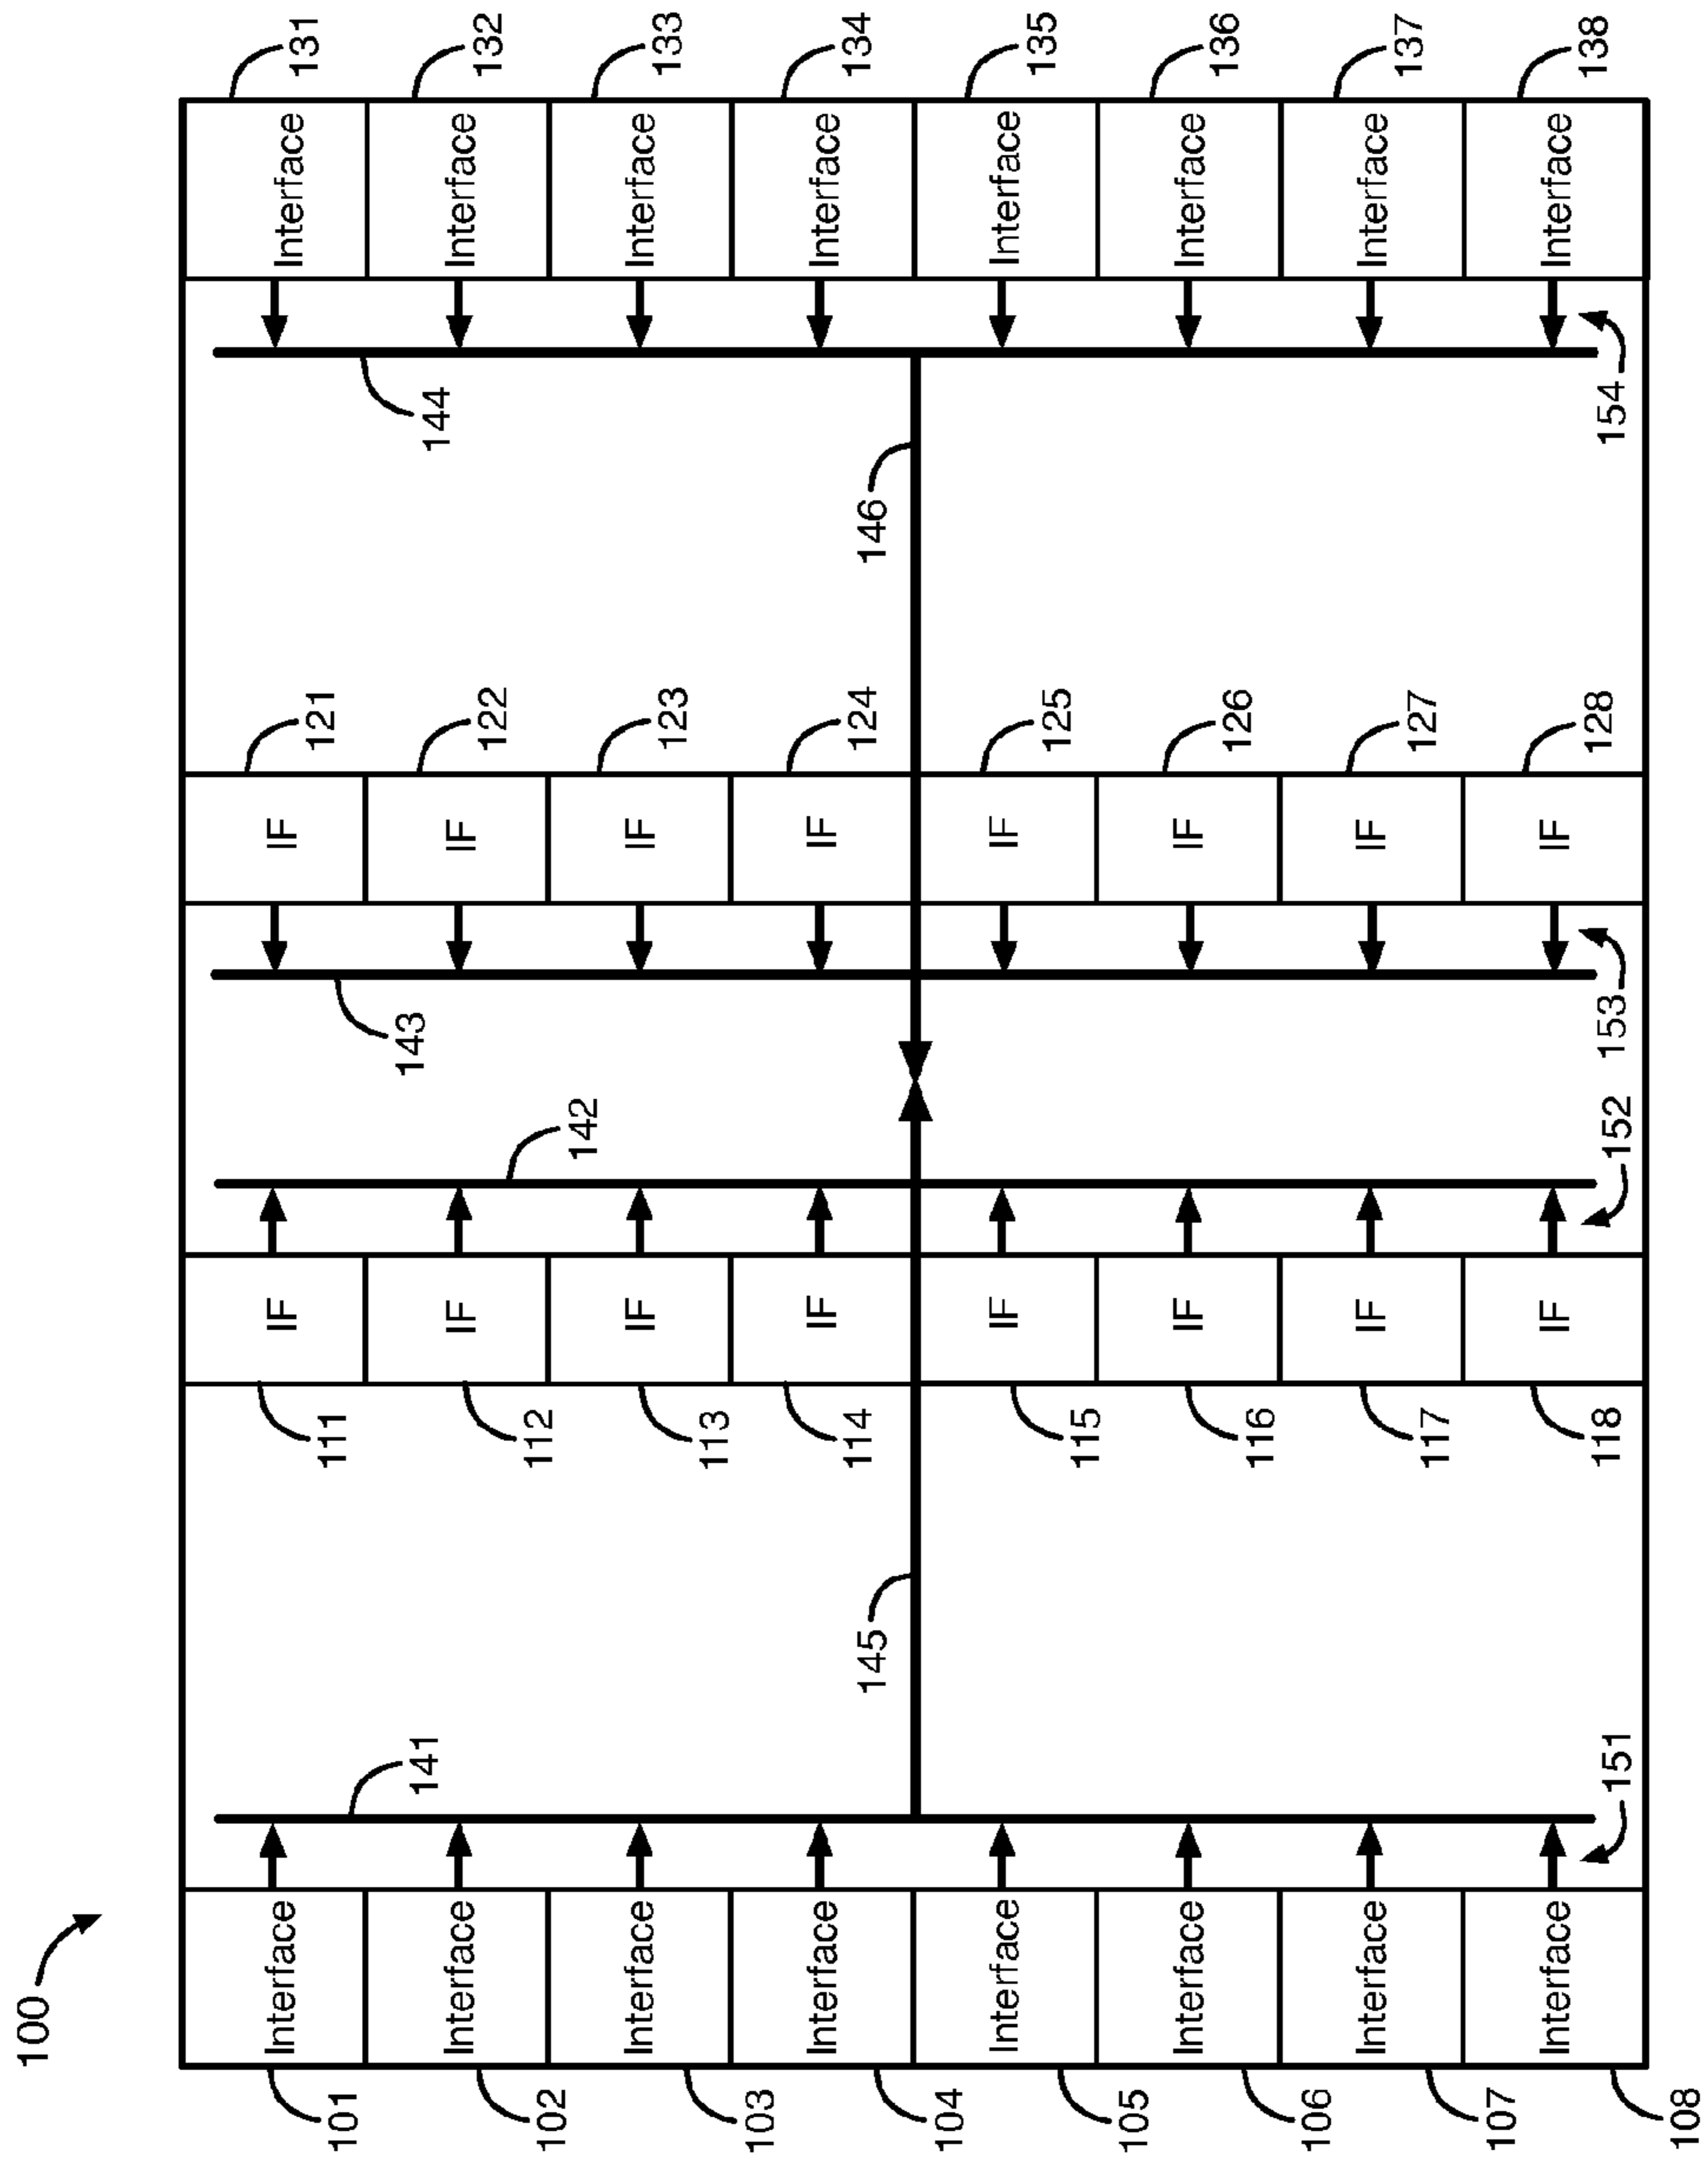 100
Interface IF IF Interface
101 111 121 131
141 143 144
Interface IF IF Interface
102 112 122 132
142
Interface IF IF Interface
103 113 123 133
Interface IF IF Interface
104 114 124 134
145 146
Interface IF IF Interface
105 115 125 135
Interface IF IF Interface
106 116 126 136
Interface IF IF Interface
107 117 127 137
Interface IF IF Interface
108 118 128 138
151 152 153 154